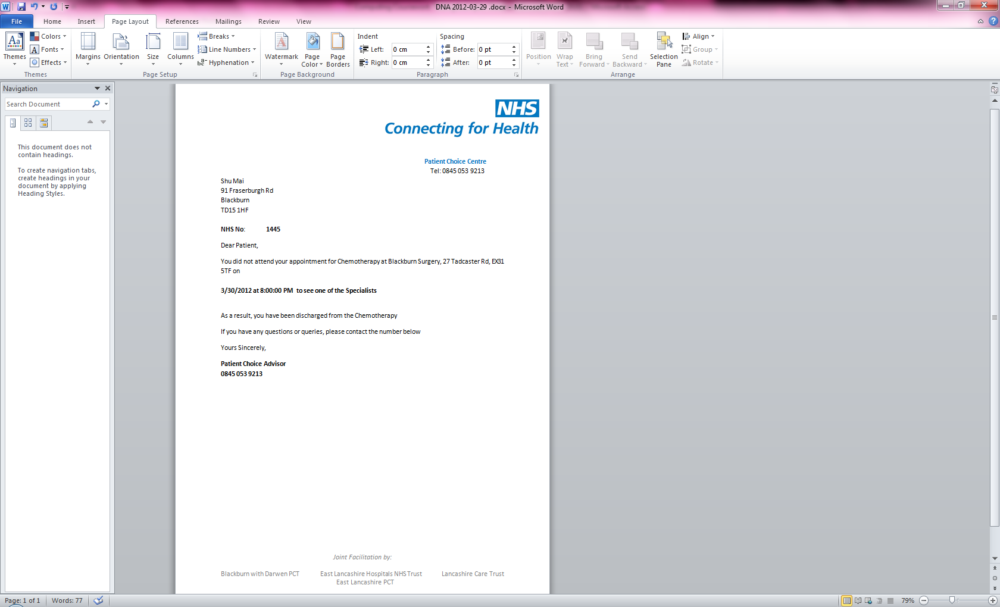 DNA 2012-03-29 .docx - Microsoft Word
File Home Insert Page Layout References Mailings Review View
Themes
Colors
Fonts
Effects
Themes
Margins
Orientation
Size
Columns
Breaks
Line Numbers
Hyphenation
Page Setup
Watermark
Page Color
Page Borders
Page Background
Indent
Left: 0 cm
Right: 0 cm
Spacing
Before: 0 pt
After: 0 pt
Paragraph
Position
Wrap Text
Bring Forward
Send Backward
Selection Pane
Align
Group
Rotate
Arrange
Navigation
Search Document
This document does not
contain headings.
To create navigation tabs,
create headings in your
document by applying
Heading Styles.
NHS
Connecting for Health
Patient Choice Centre
Tel: 0845 053 9213
Shu Mai
91 Fraserburgh Rd
Blackburn
TD15 1HF
NHS No: 1445
Dear Patient,
You did not attend your appointment for Chemotherapy at Blackburn Surgery, 27 Tadcaster Rd, EX31
5TF on
3/30/2012 at 8:00:00 PM to see one of the Specialists
As a result, you have been discharged from the Chemotherapy
If you have any questions or queries, please contact the number below
Yours Sincerely,
Patient Choice Advisor
0845 053 9213
Joint Facilitation by:
Blackburn with Darwen PCT East Lancashire Hospitals NHS Trust Lancashire Care Trust
East Lancashire PCT
Page: 1 of 1 Words: 77 79%